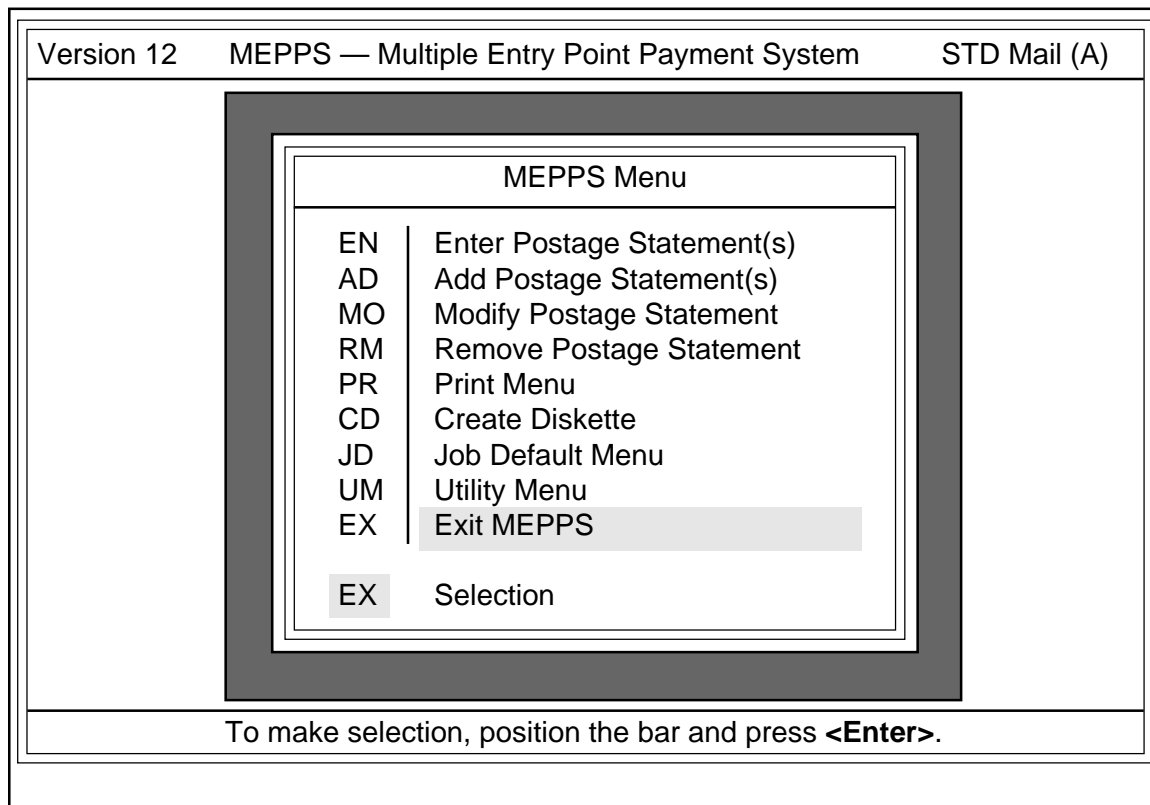 Version 12 MEPPS — Multiple Entry Point Payment System STD Mail (A)
MEPPS Menu
EN Enter Postage Statement(s)
AD Add Postage Statement(s)
MO Modify Postage Statement
RM Remove Postage Statement
PR Print Menu
CD Create Diskette
JD Job Default Menu
UM Utility Menu
EX Exit MEPPS
EX Selection
To make selection, position the bar and press <Enter>.